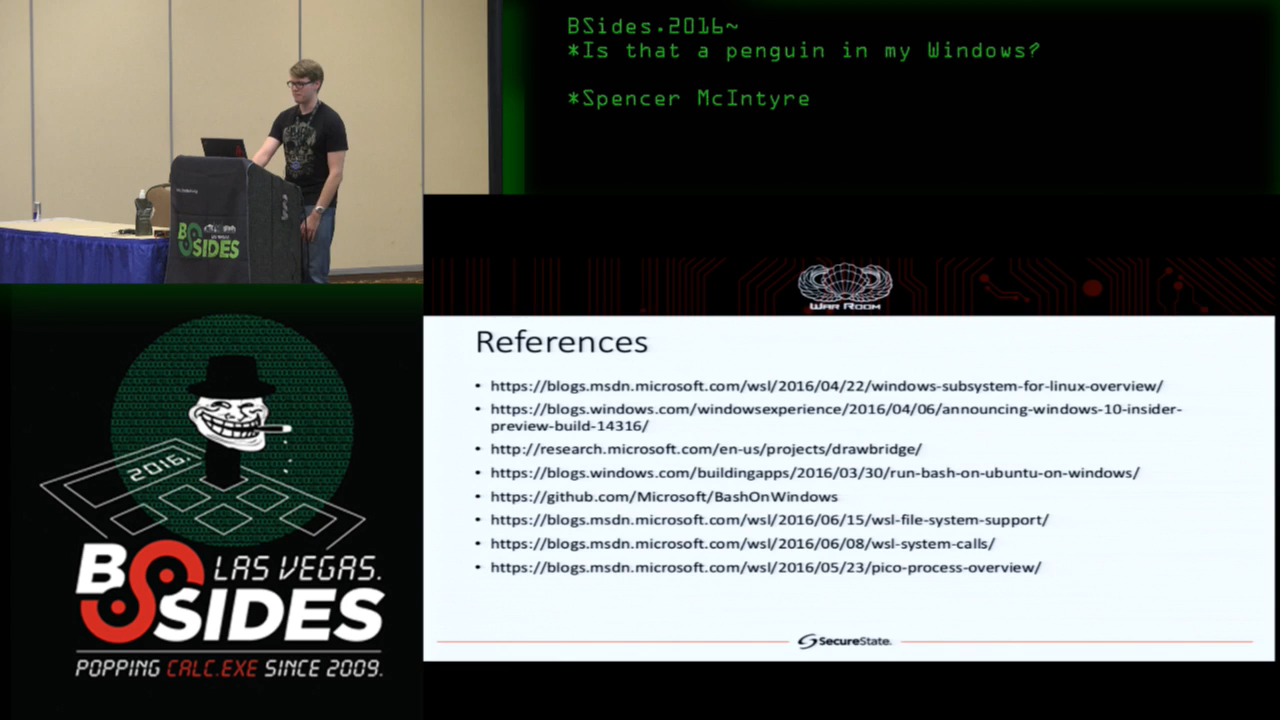 BSides.2016~
*Is that a penguin in my Windows?
*Spencer McIntyre
BSIDES
WAR ROOM
References
• https://blogs.msdn.microsoft.com/wsl/2016/04/22/windows-subsystem-for-linux-overview/
• https://blogs.windows.com/windowsexperience/2016/04/06/announcing-windows-10-insider-
preview-build-14316/
• http://research.microsoft.com/en-us/projects/drawbridge/
• https://blogs.windows.com/buildingapps/2016/03/30/run-bash-on-ubuntu-on-windows/
• https://github.com/Microsoft/BashOnWindows
• https://blogs.msdn.microsoft.com/wsl/2016/06/15/wsl-file-system-support/
• https://blogs.msdn.microsoft.com/wsl/2016/06/08/wsl-system-calls/
• https://blogs.msdn.microsoft.com/wsl/2016/05/23/pico-process-overview/
SecureState.
2016.
BSIDES
LAS VEGAS.
POPPING CALC.EXE SINCE 2009.